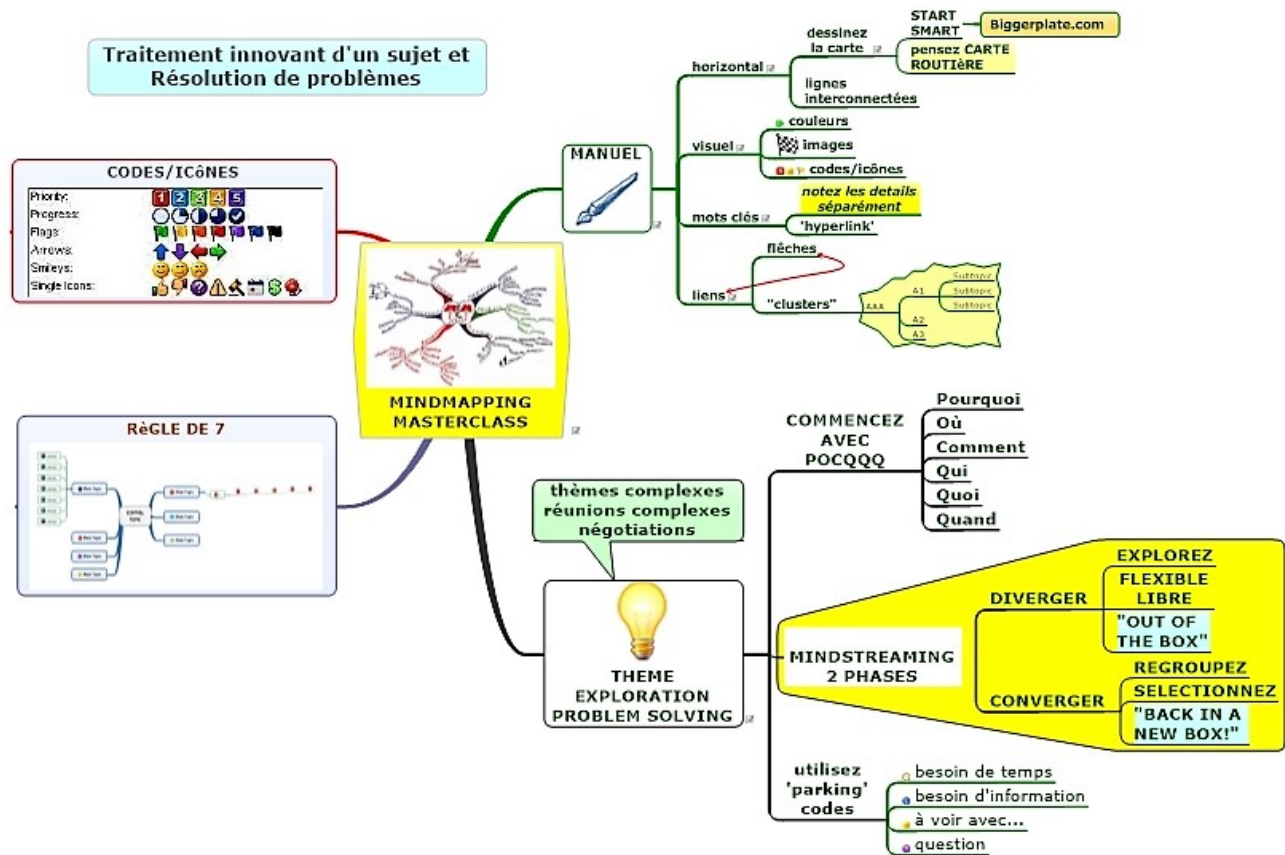 Traitement innovant d'un sujet et
Résolution de problèmes
CODES/ICôNES
Priority:
1 2 3 4 5
Progress:
Flags:
Arrows:
Smileys:
Single Icons:
RèGLE DE 7
MINDMAPPING
MASTERCLASS
MANUEL
horizontal
dessinez
la carte
START
SMART
Biggerplate.com
pensez CARTE
ROUTIèRE
lignes
interconnectées
visuel
couleurs
images
codes/icônes
mots clés
notez les details
séparément
'hyperlink'
liens
flêches
"clusters"
AAA
A1
Subtopic
Subtopic
Subtopic
A2
A3
thèmes complexes
réunions complexes
négotiations
THEME
EXPLORATION
PROBLEM SOLVING
COMMENCEZ
AVEC
POCQQQ
Pourquoi
Où
Comment
Qui
Quoi
Quand
MINDSTREAMING
2 PHASES
DIVERGER
EXPLOREZ
FLEXIBLE
LIBRE
"OUT OF
THE BOX"
CONVERGER
REGROUPEZ
SELECTIONNEZ
"BACK IN A
NEW BOX!"
utilisez
'parking'
codes
besoin de temps
besoin d'information
à voir avec...
question